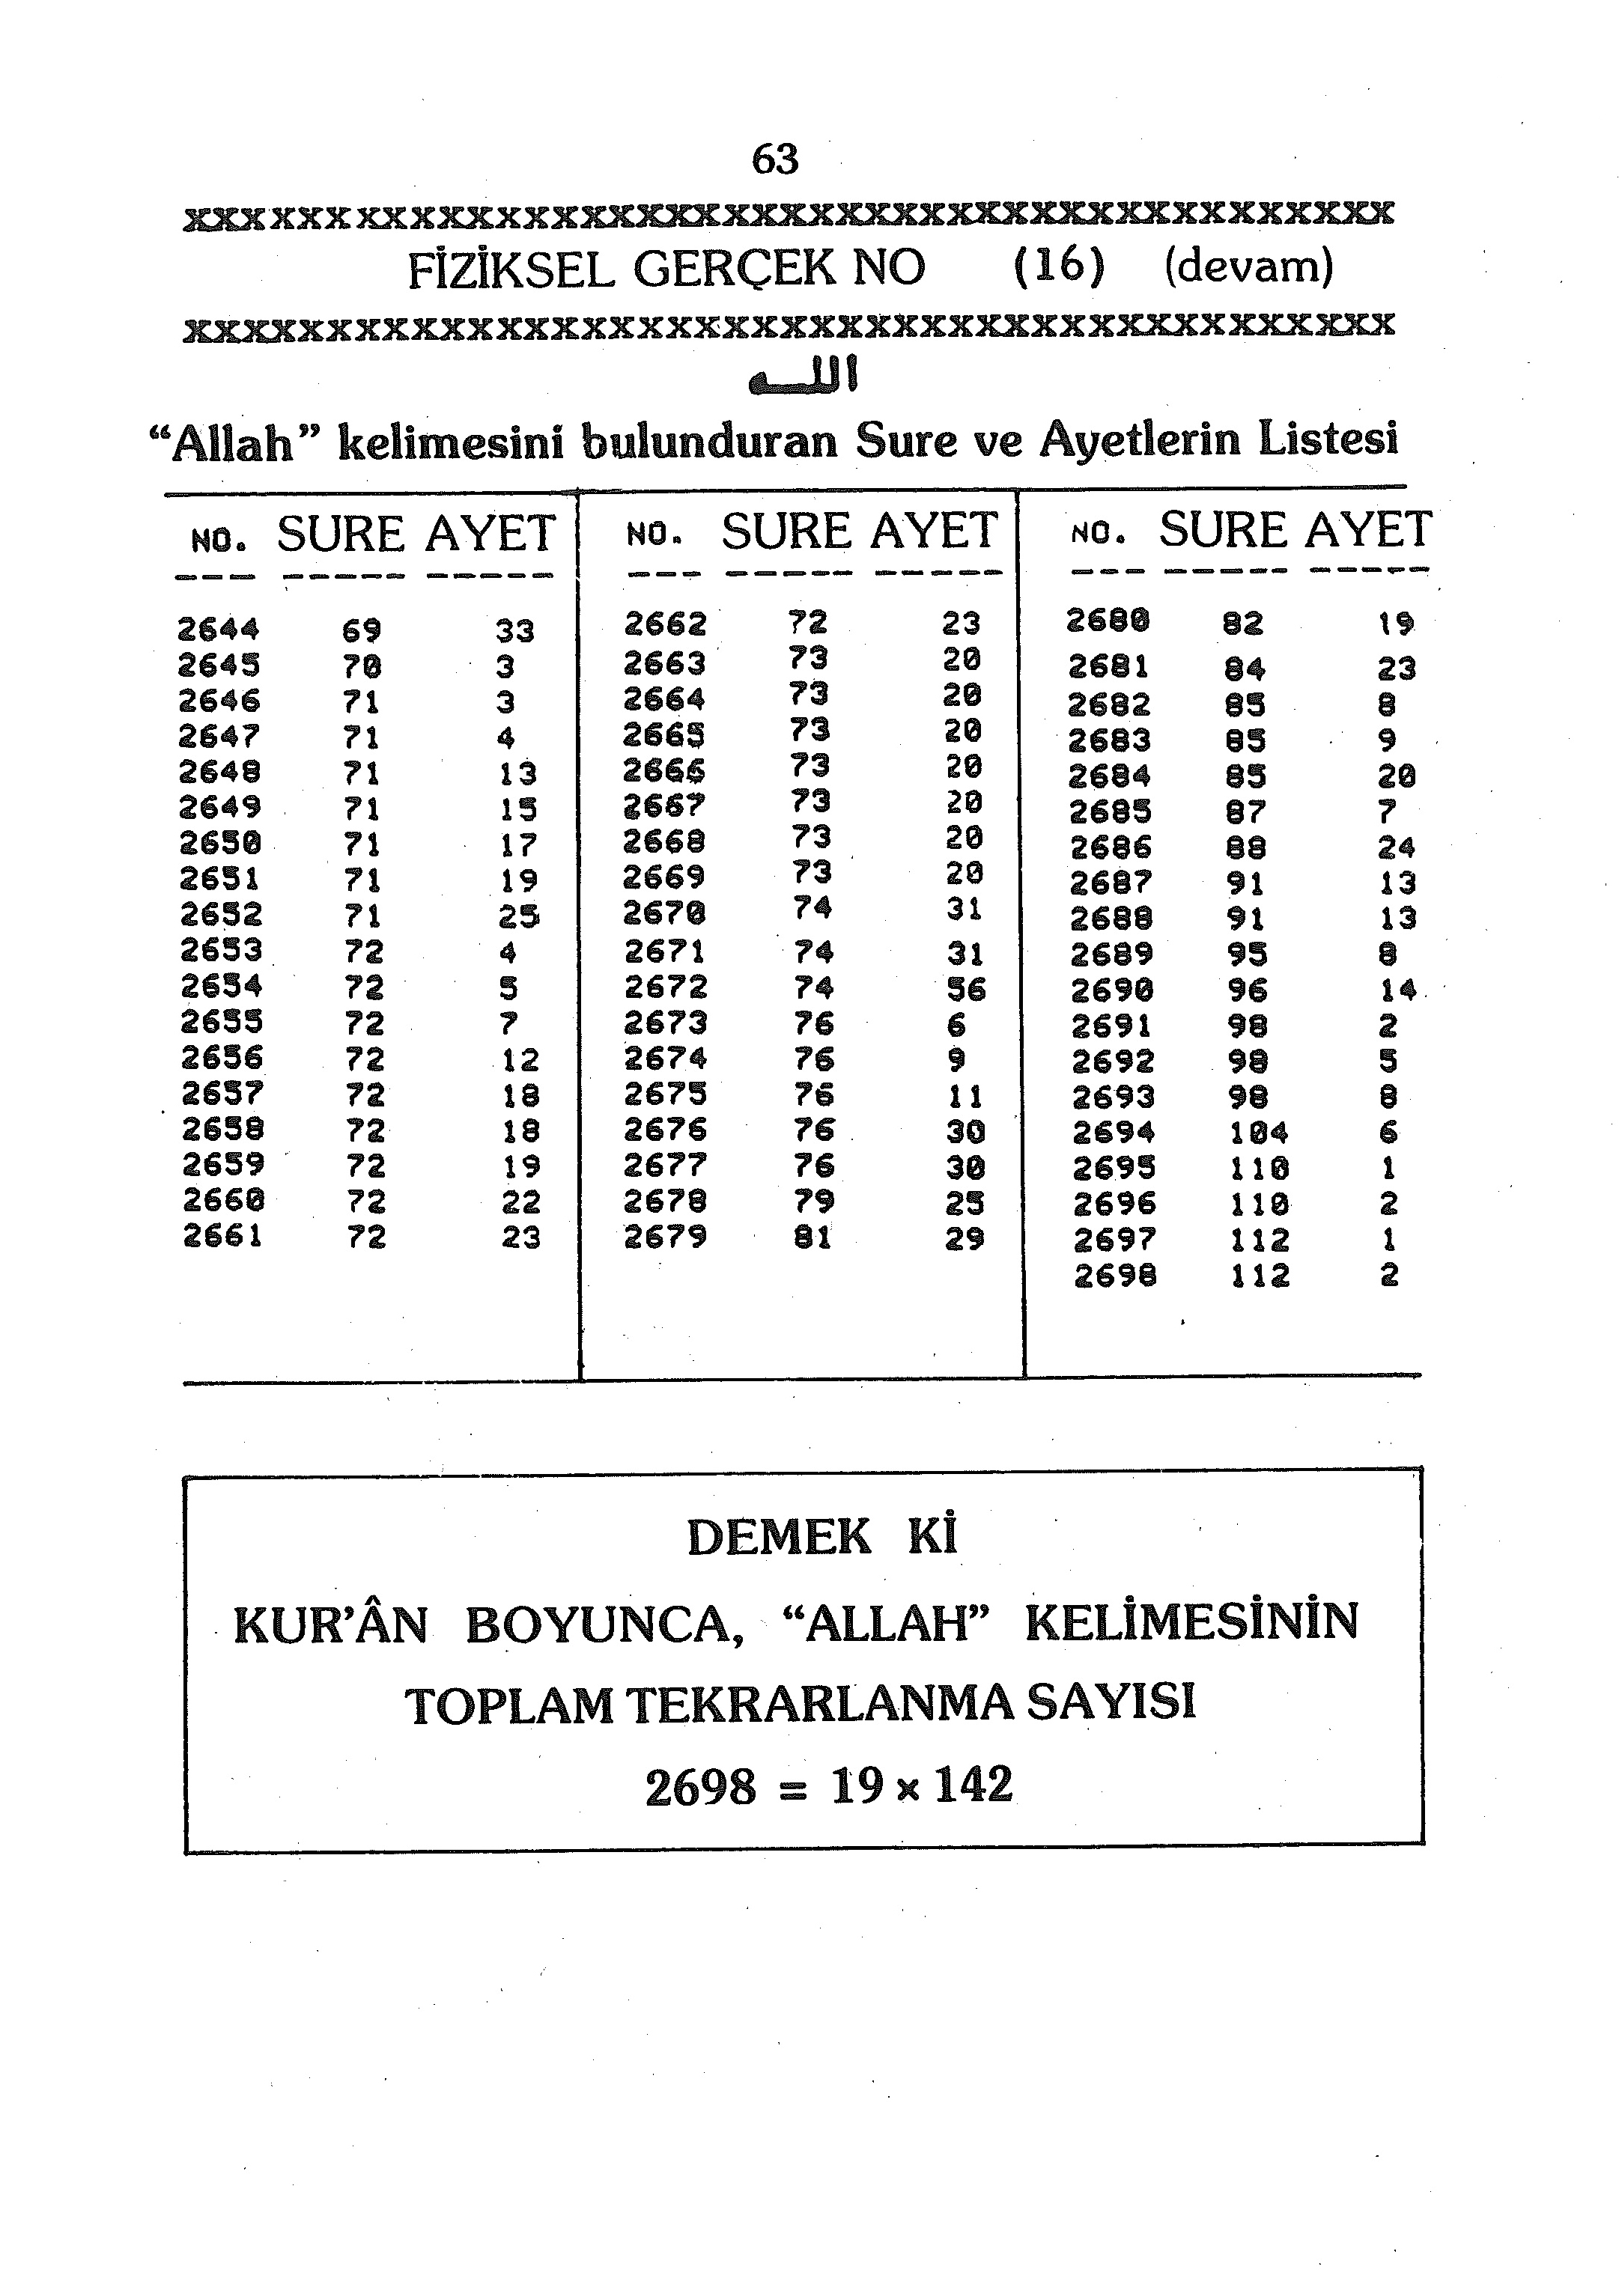 63
xxxxxxxxxxxxxxxxxxxxxxxxxxxxxxxxxxxxxxxxxxx
FİZİKSEL GERÇEK NO (16) (devam)
xxxxxxxxxxxxxxxxxxxxxxxxxxxxxxxxxxxxxxxxxxx
اللـه
“Allah” kelimesini bulunduran Sure ve Ayetlerin Listesi
NO. SURE AYET
--- ----- -----
2644 69 33
2645 70 3
2646 71 3
2647 71 4
2648 71 13
2649 71 15
2650 71 17
2651 71 19
2652 71 25
2653 72 4
2654 72 5
2655 72 7
2656 72 12
2657 72 18
2658 72 18
2659 72 19
2660 72 22
2661 72 23
NO. SURE AYET
--- ----- -----
2662 72 23
2663 73 20
2664 73 20
2665 73 20
2666 73 20
2667 73 20
2668 73 20
2669 73 20
2670 74 31
2671 74 31
2672 74 56
2673 76 6
2674 76 9
2675 76 11
2676 76 30
2677 76 30
2678 79 25
2679 81 29
NO. SURE AYET
--- ----- -----
2680 82 19
2681 84 23
2682 85 8
2683 85 9
2684 85 20
2685 87 7
2686 88 24
2687 91 13
2688 91 13
2689 95 8
2690 96 14
2691 98 2
2692 98 5
2693 98 8
2694 104 6
2695 110 1
2696 110 2
2697 112 1
2698 112 2
DEMEK Kİ
KUR’ÂN BOYUNCA, “ALLAH” KELİMESİNİN
TOPLAM TEKRARLANMA SAYISI
2698 = 19 x 142